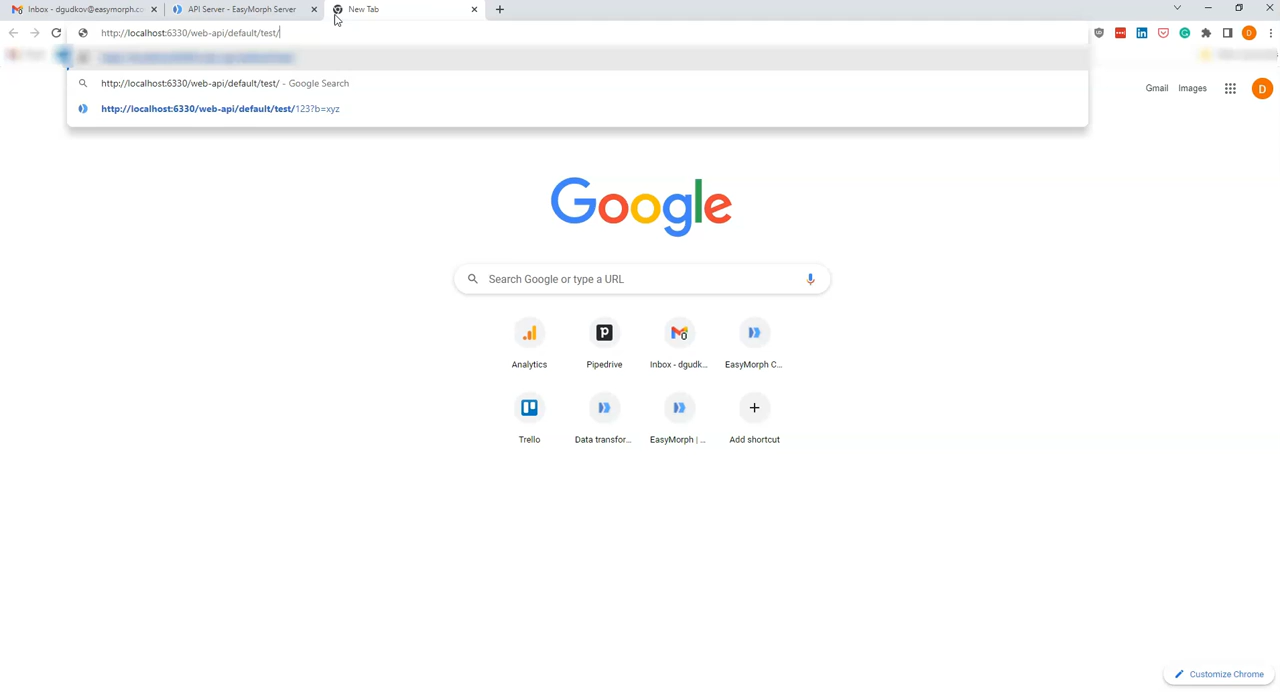 Inbox - dgudkov@easymorph.co
API Server - EasyMorph Server
New Tab
http://localhost:6330/web-api/default/test/
http://localhost:6330/web-api/default/test/ - Google Search
http://localhost:6330/web-api/default/test/123?b=xyz
Gmail
Images
D
Google
Search Google or type a URL
Analytics
Pipedrive
Inbox - dgudk...
EasyMorph C...
Trello
Data transfor...
EasyMorph | ...
Add shortcut
Customize Chrome